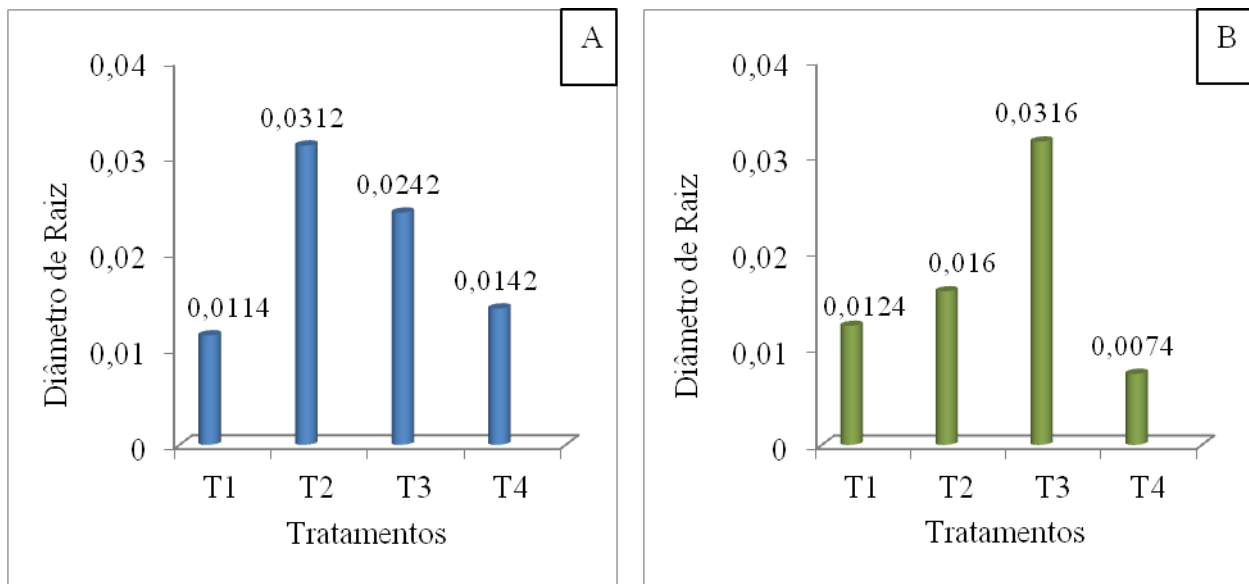 A
Diâmetro de Raiz
0,04
0,03
0,02
0,01
0
0,0114
0,0312
0,0242
0,0142
T1 T2 T3 T4
Tratamentos
B
Diâmetro de Raiz
0,04
0,03
0,02
0,01
0
0,0124
0,016
0,0316
0,0074
T1 T2 T3 T4
Tratamentos